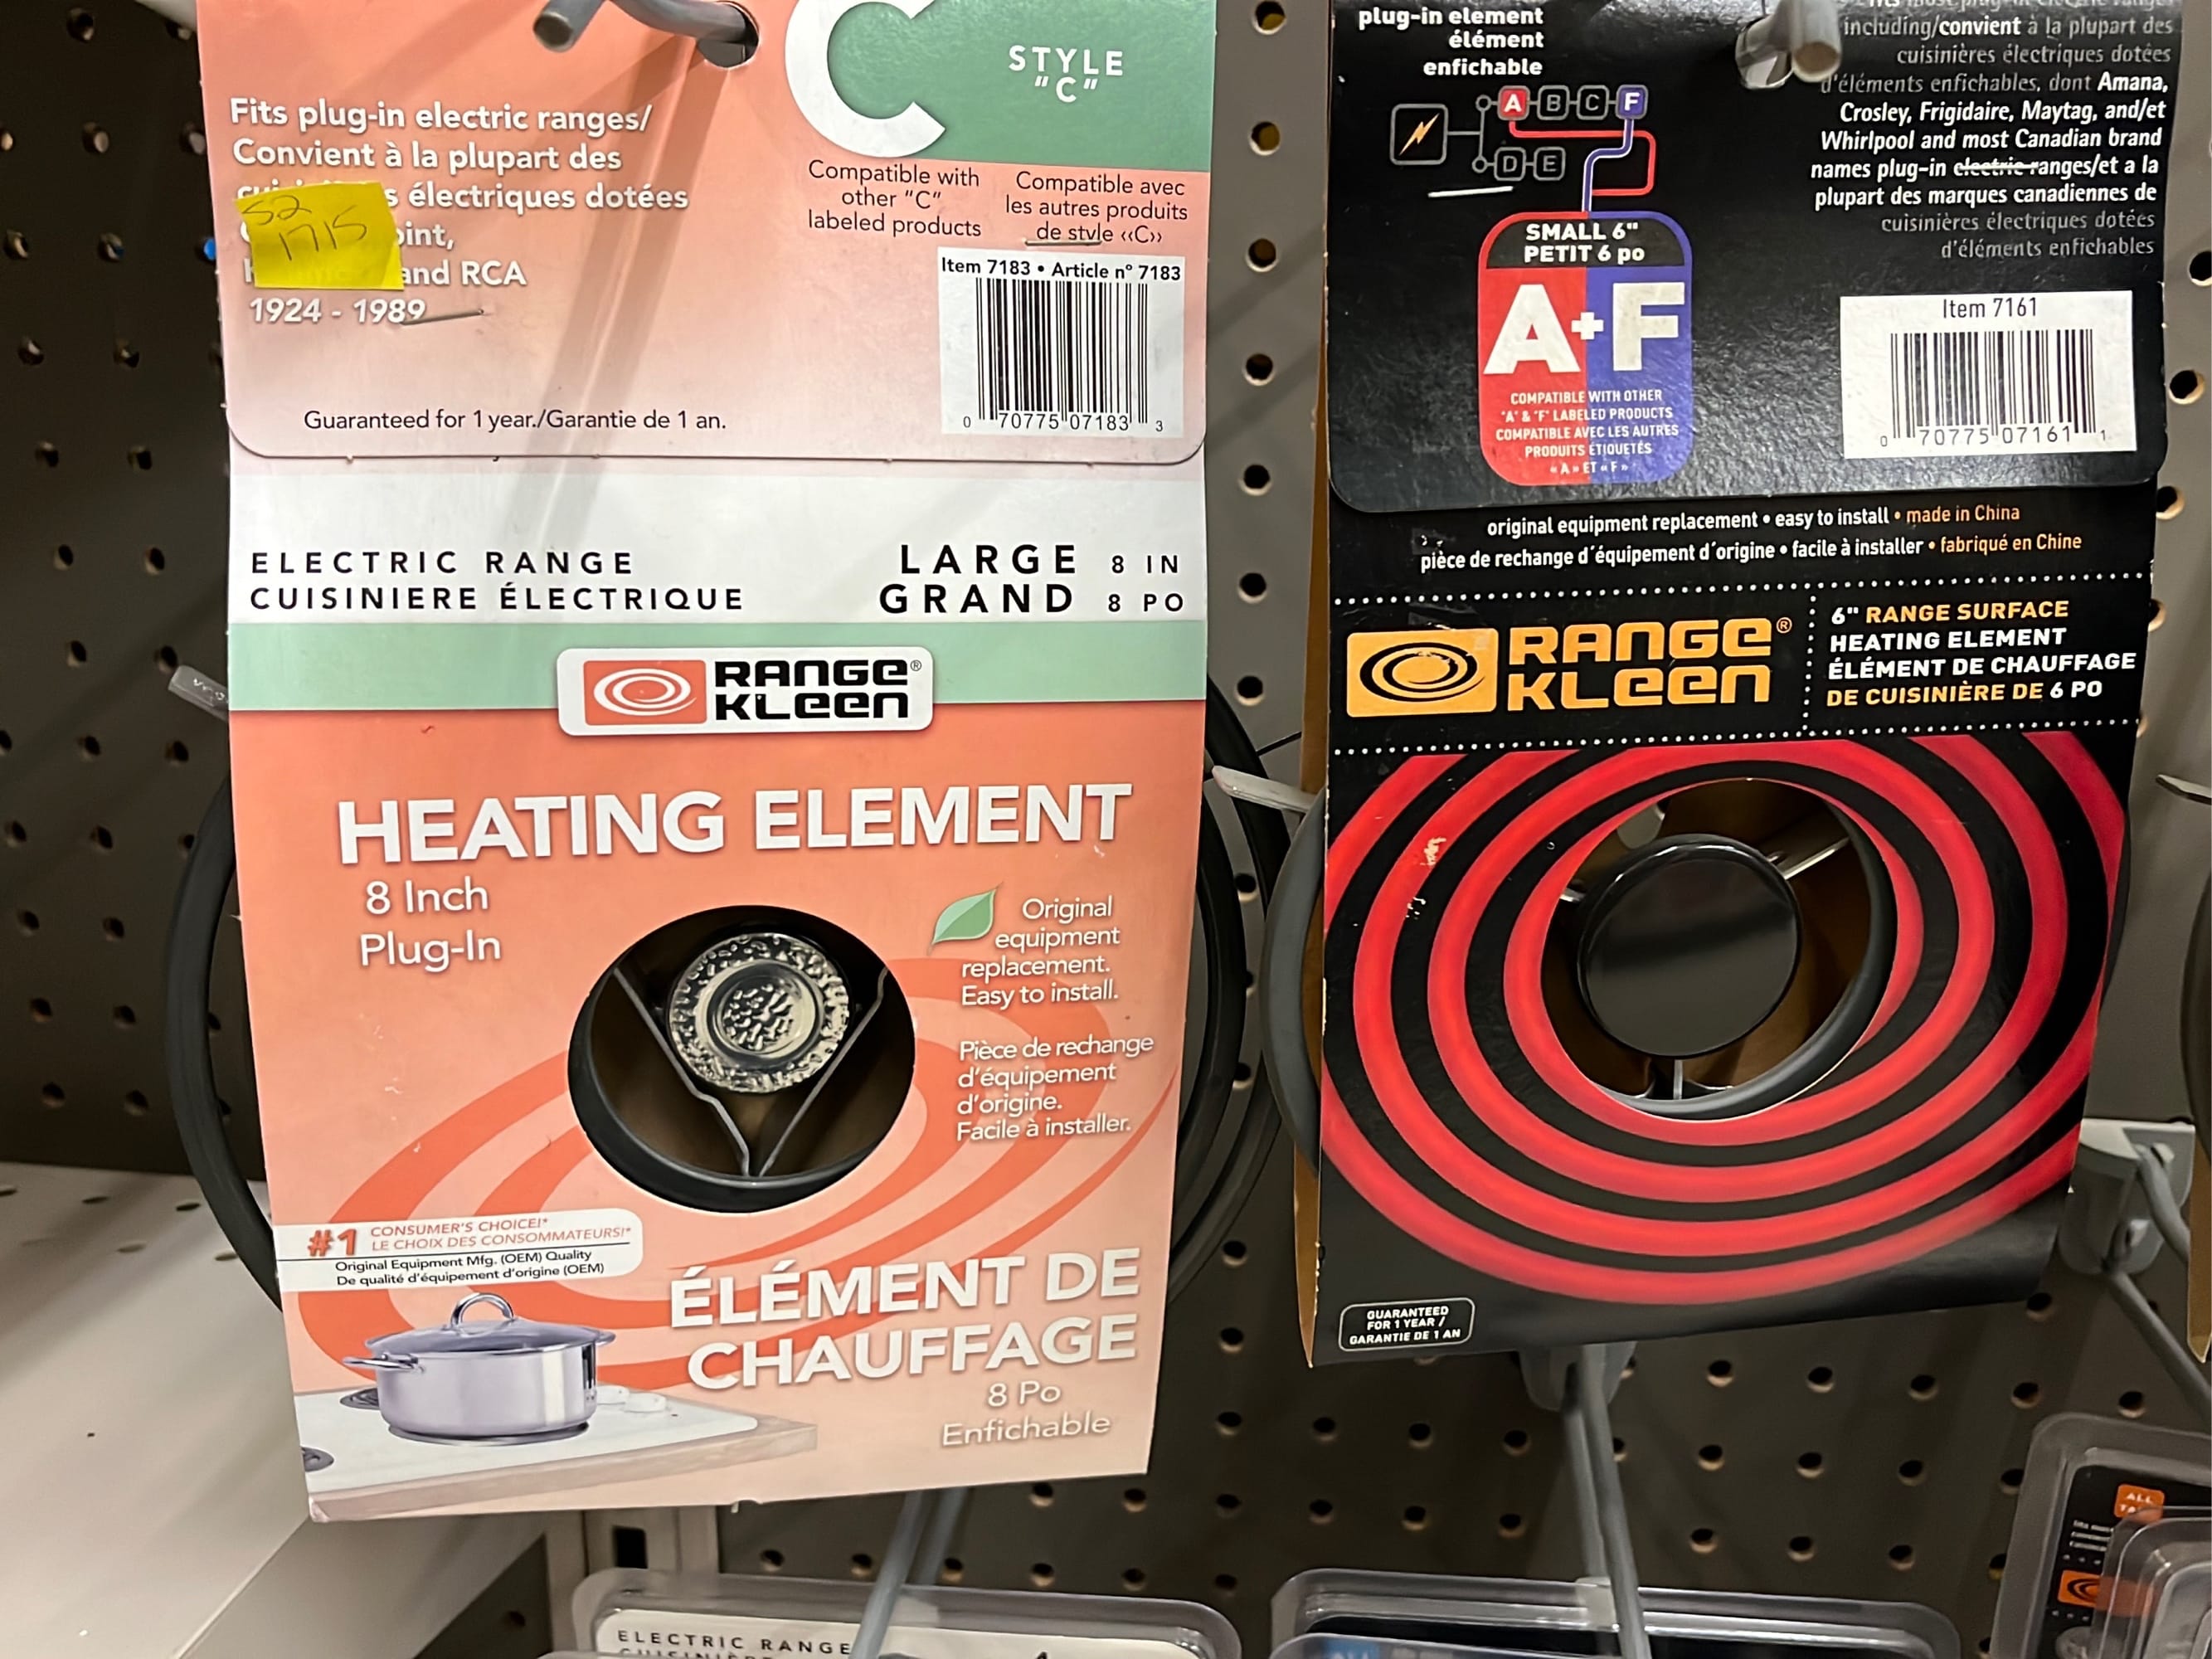 C
STYLE
"C"
Fits plug-in electric ranges/
Convient à la plupart des
s électriques dotées
oint,
and RCA
1924 - 1989
52
1715
Compatible with
other "C"
labeled products
Compatible avec
les autres produits
de style ‹‹C››
Item 7183 • Article n° 7183
0 70775 07183 3
Guaranteed for 1 year./Garantie de 1 an.
ELECTRIC RANGE
CUISINIERE ÉLECTRIQUE
LARGE 8 IN
GRAND 8 PO
RANGE®
KLEEN
HEATING ELEMENT
8 Inch
Plug-In
Original
equipment
replacement.
Easy to install.
Pièce de rechange
d'équipement
d'origine.
Facile à installer.
#1 CONSUMER'S CHOICE!*
LE CHOIX DES CONSOMMATEURS!*
Original Equipment Mfg. (OEM) Quality
De qualité d'équipement d'origine (OEM)
ÉLÉMENT DE
CHAUFFAGE
8 Po
Enfichable
plug-in element
élément
enfichable
A B C F
D E
SMALL 6"
PETIT 6 po
A+F
COMPATIBLE WITH OTHER
"A" & "F" LABELED PRODUCTS
COMPATIBLE AVEC LES AUTRES
PRODUITS ÉTIQUETÉS
«A» ET «F»
including/convient à la plupart des
cuisinières électriques dotées
d'éléments enfichables, dont Amana,
Crosley, Frigidaire, Maytag, and/et
Whirlpool and most Canadian brand
names plug-in electric ranges/et a la
plupart des marques canadiennes de
cuisinières électriques dotées
d'éléments enfichables
Item 7161
0 70775 07161 1
original equipment replacement • easy to install • made in China
pièce de rechange d'équipement d'origine • facile à installer • fabriqué en Chine
RANGE®
KLEEN
6" RANGE SURFACE
HEATING ELEMENT
ÉLÉMENT DE CHAUFFAGE
DE CUISINIÈRE DE 6 PO
GUARANTEED
FOR 1 YEAR /
GARANTIE DE 1 AN
ELECTRIC RANGE
ALL